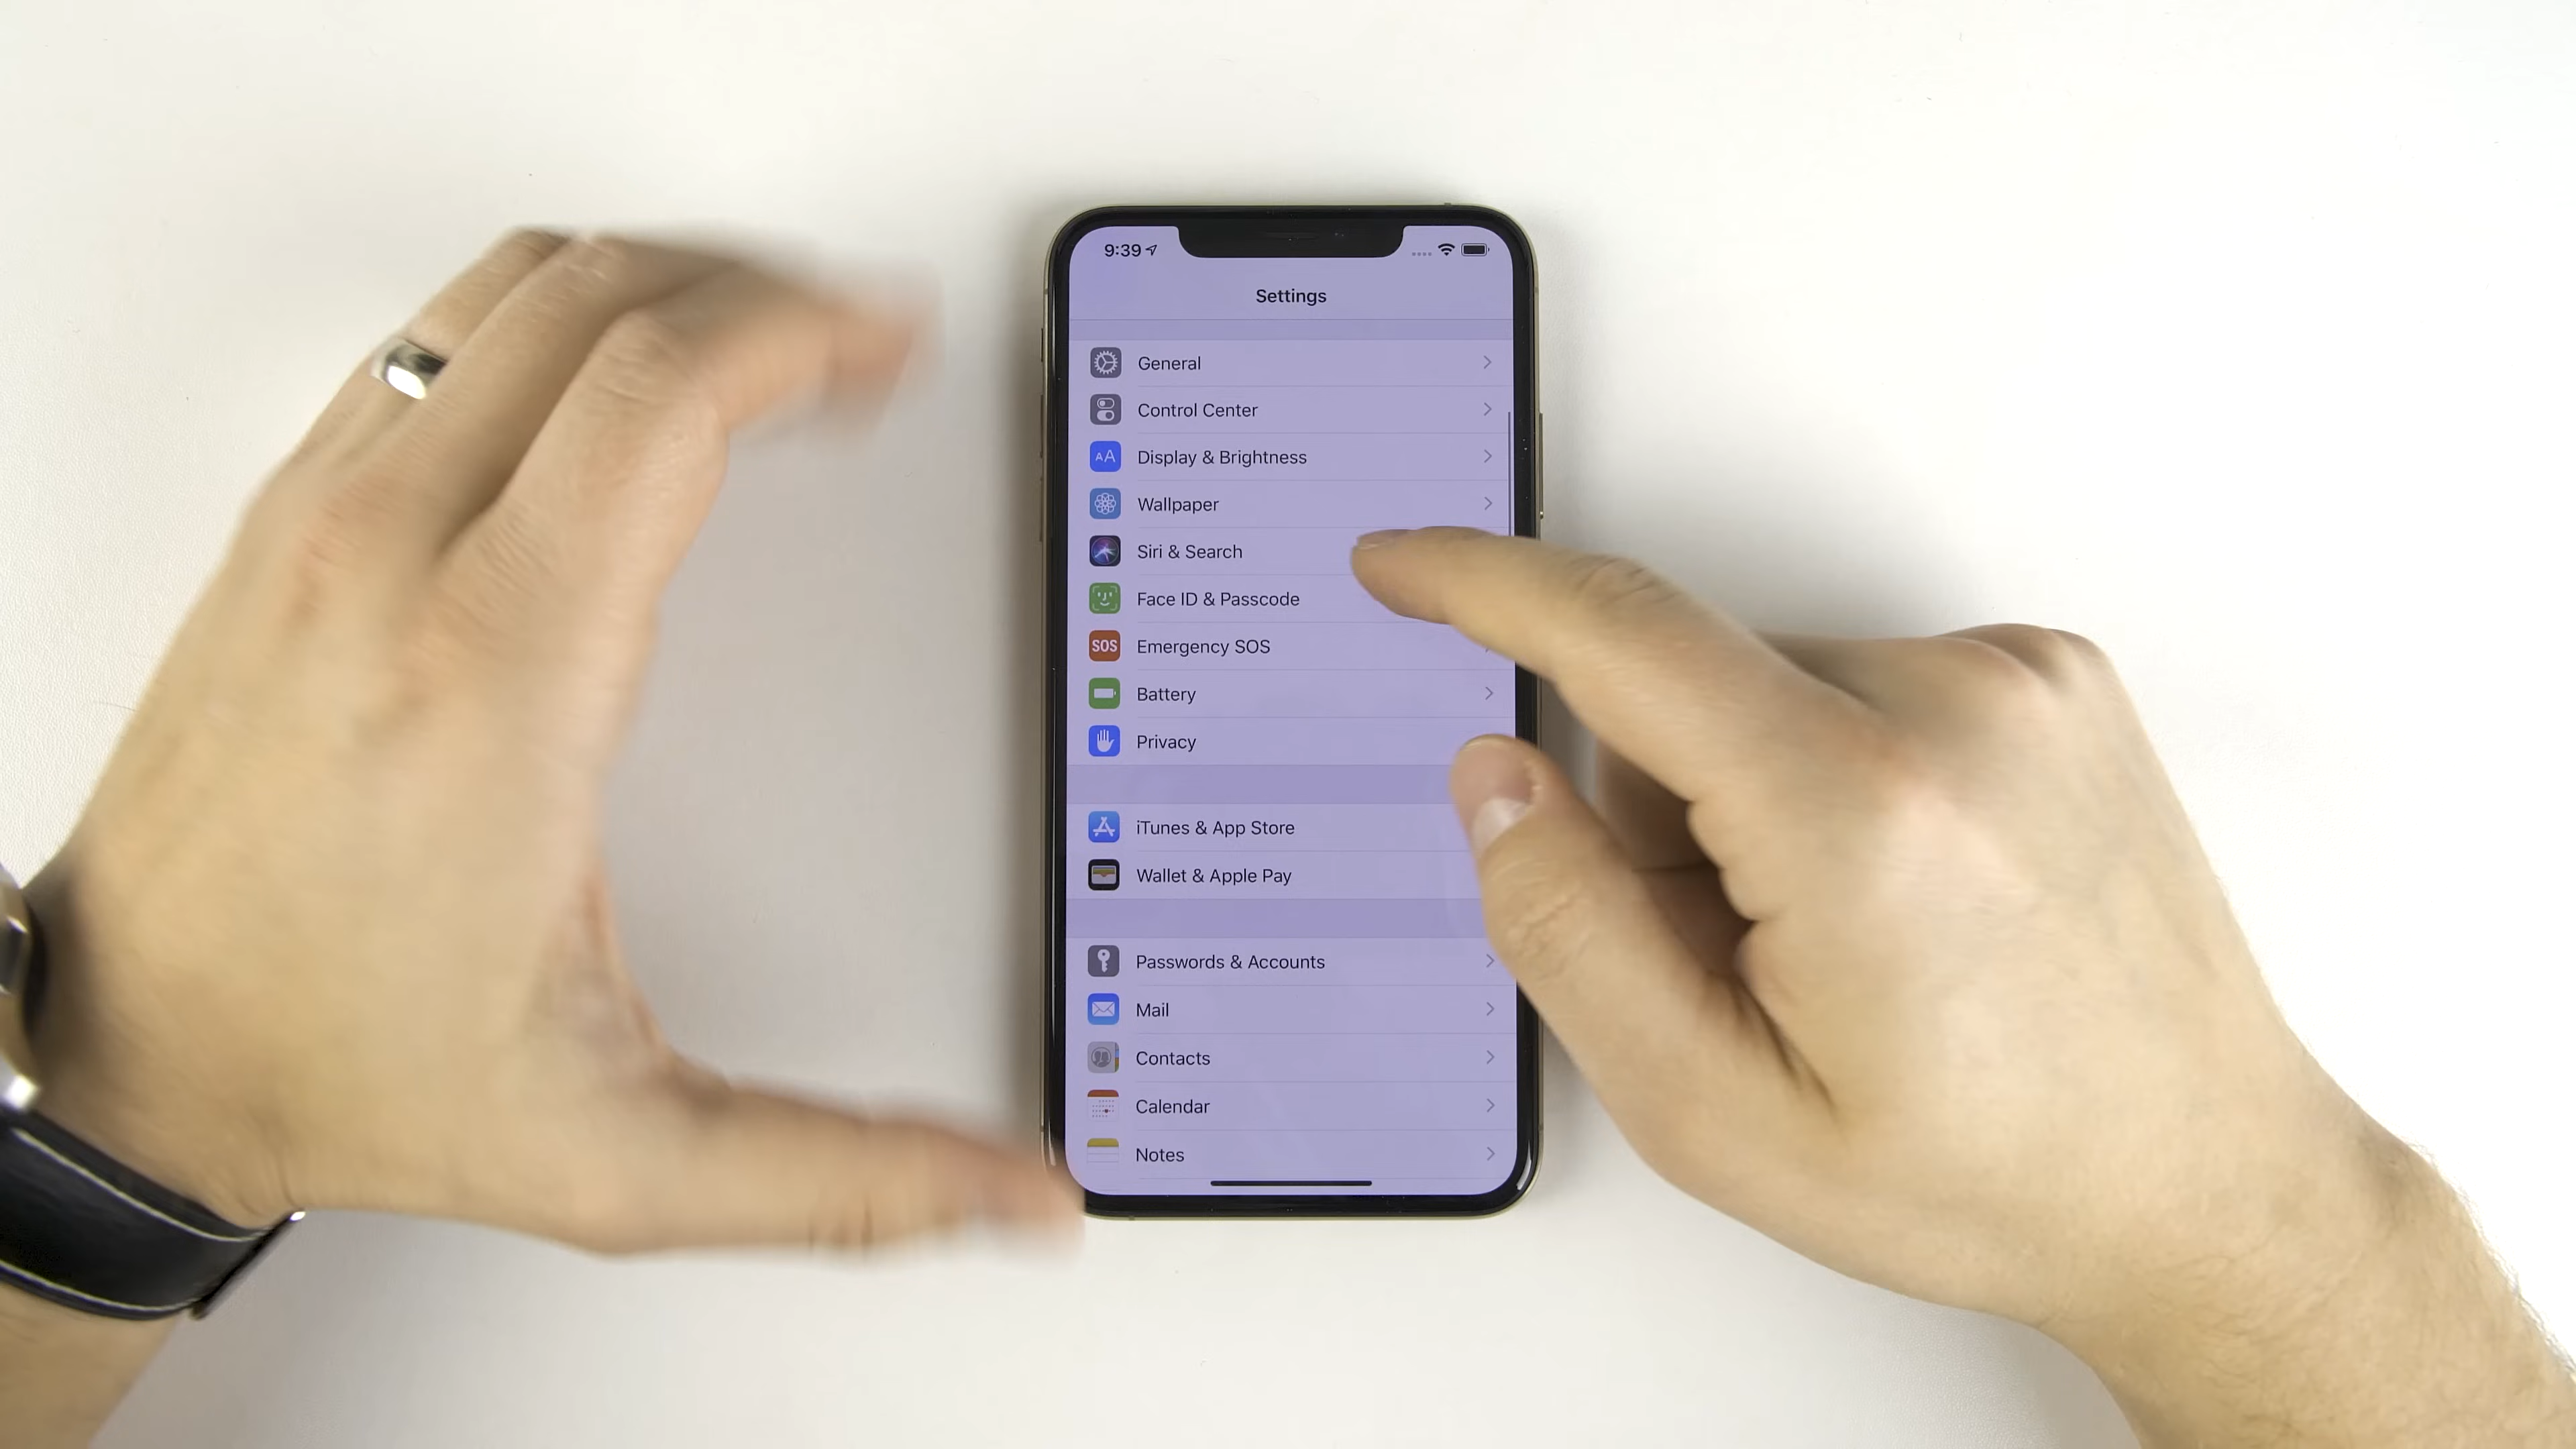 9:39
Settings
General
Control Center
AA
Display & Brightness
Wallpaper
Siri & Search
Face ID & Passcode
SOS
Emergency SOS
Battery
Privacy
iTunes & App Store
Wallet & Apple Pay
Passwords & Accounts
Mail
Contacts
Calendar
Notes